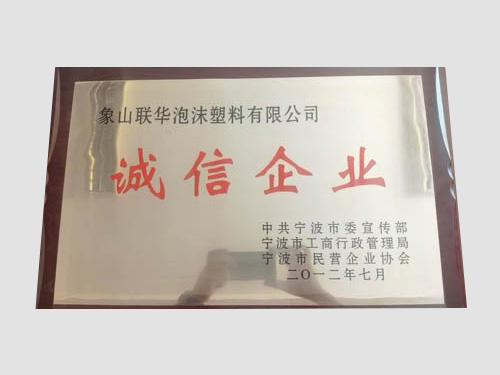 象山联华泡沫塑料有限公司
诚信企业
中共宁波市委宣传部
宁波市工商行政管理局
宁波市民营企业协会
二O一二年七月